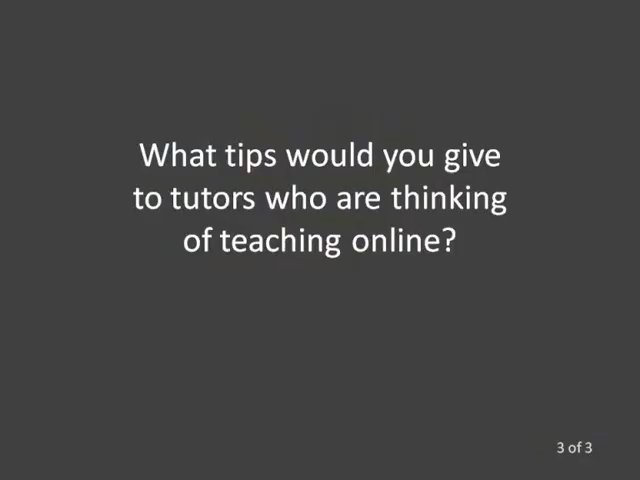 What tips would you give
to tutors who are thinking
of teaching online?
3 of 3